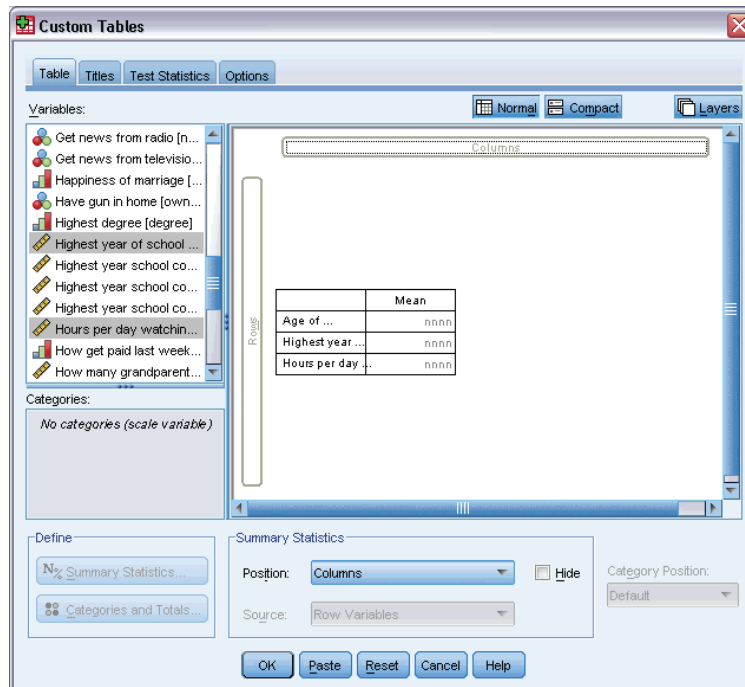 Custom Tables
Table Titles Test Statistics Options
Variables:
Normal Compact Layers
Get news from radio [n...
Get news from televisio...
Happiness of marriage [...
Have gun in home [own...
Highest degree [degree]
Highest year of school ...
Highest year school co...
Highest year school co...
Highest year school co...
Hours per day watchin...
How get paid last week...
How many grandparent...
Categories:
No categories (scale variable)
Columns
Rows
Mean
Age of ... nnnn
Highest year ... nnnn
Hours per day ... nnnn
Define
N% Summary Statistics...
Categories and Totals...
Summary Statistics
Position: Columns Hide
Source: Row Variables
Category Position:
Default
OK Paste Reset Cancel Help